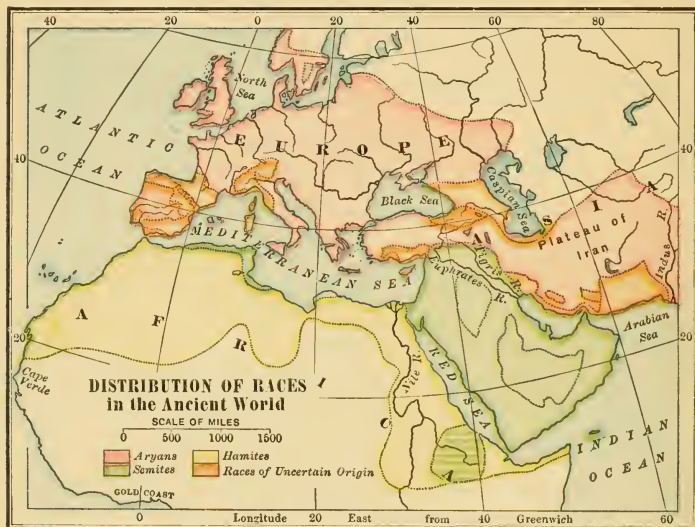 40
20
0
20
40
60
80
North
Sea
ATLANTIC
OCEAN
EUROPE
40
40
Caspian Sea
Black Sea
ASIA
Plateau of
Iran
Indus R.
MEDITERRANEAN SEA
Tigris R.
Euphrates R.
AFRICA
Arabian
Sea
20
20
Nile R.
RED SEA
Cape
Verde
DISTRIBUTION OF RACES
in the Ancient World
SCALE OF MILES
0 500 1000 1500
Aryans
Hamites
Semites
Races of Uncertain Origin
INDIAN
OCEAN
GOLD COAST
0 Longitude 20 East from 40 Greenwich 60